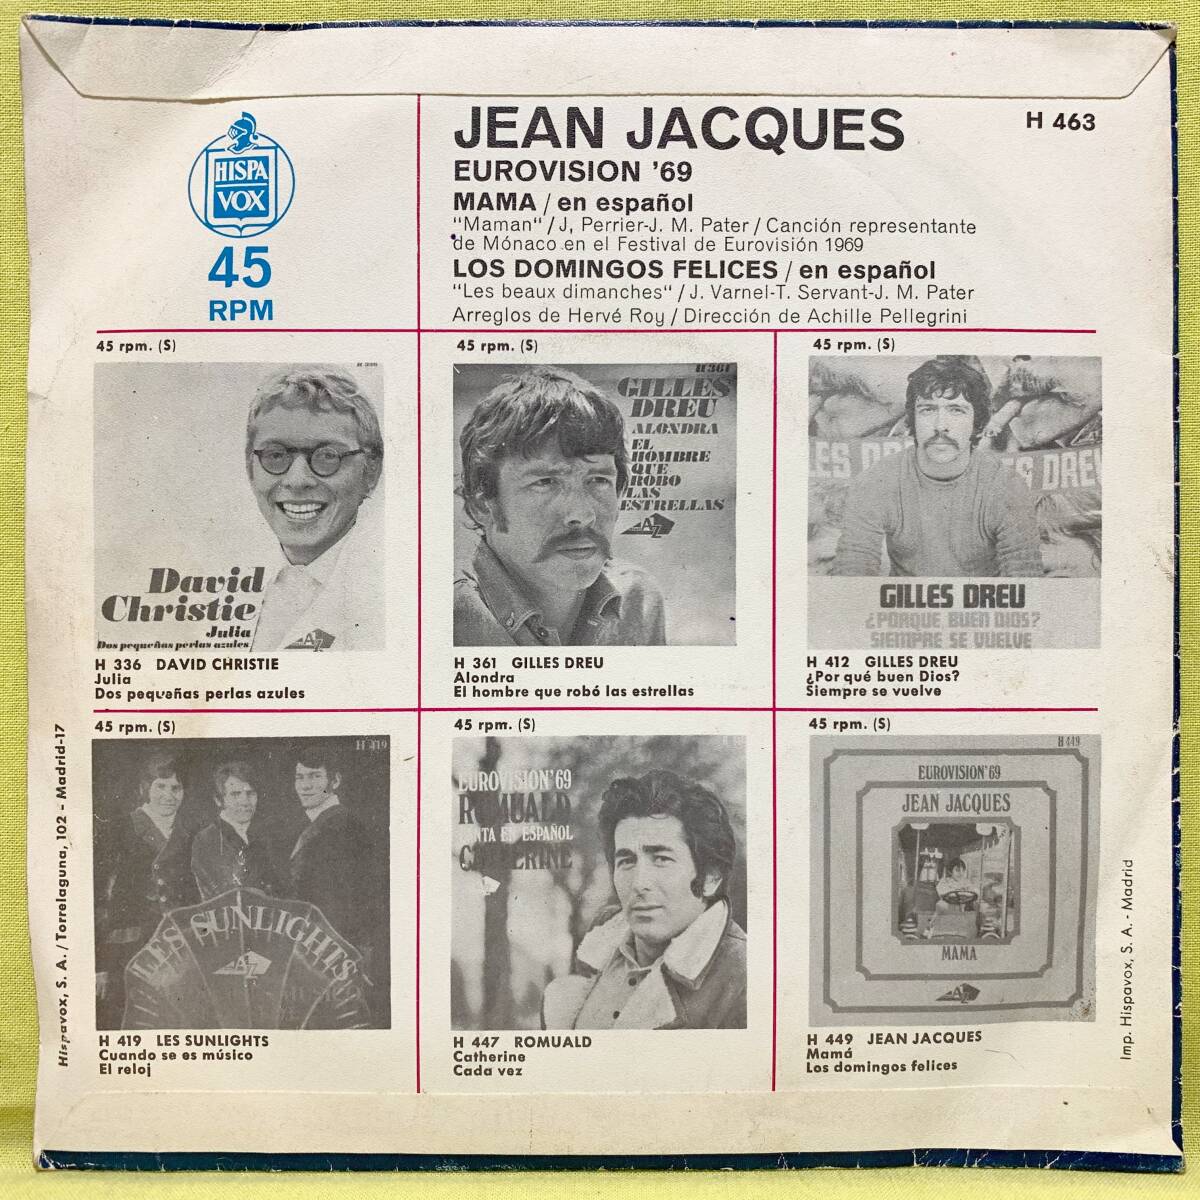 HISPA
VOX
45
RPM
JEAN JACQUES
H 463
EUROVISION '69
MAMA / en español
"Maman" / J, Perrier-J. M. Pater / Canción representante
de Mónaco en el Festival de Eurovisión 1969
LOS DOMINGOS FELICES / en español
"Les beaux dimanches" / J. Varnel-T. Servant-J. M. Pater
Arreglos de Hervé Roy / Dirección de Achille Pellegrini
45 rpm. (S)
David
Christie
Julia
Dos pequeñas perlas azules
AZ
H 336 DAVID CHRISTIE
Julia
Dos pequeñas perlas azules
45 rpm. (S)
H 361
GILLES
DREU
ALONDRA
EL
HOMBRE
QUE
ROBO
LAS
ESTRELLAS
AZ
H 361 GILLES DREU
Alondra
El hombre que robó las estrellas
45 rpm. (S)
GILLES DREU
¿PORQUE BUEN DIOS?
SIEMPRE SE VUELVE
H 412 GILLES DREU
¿Por qué buen Dios?
Siempre se vuelve
45 rpm. (S)
H 419
LES SUNLIGHTS
AZ
H 419 LES SUNLIGHTS
Cuando se es músico
El reloj
45 rpm. (S)
EUROVISION'69
ROMUALD
CANTA EN ESPAÑOL
CATHERINE
H 447 ROMUALD
Catherine
Cada vez
45 rpm. (S)
H 449
EUROVISION'69
JEAN JACQUES
MAMA
AZ
H 449 JEAN JACQUES
Mamá
Los domingos felices
Hispavox, S. A. / Torrelaguna, 102 - Madrid-17
Imp. Hispavox, S. A. - Madrid